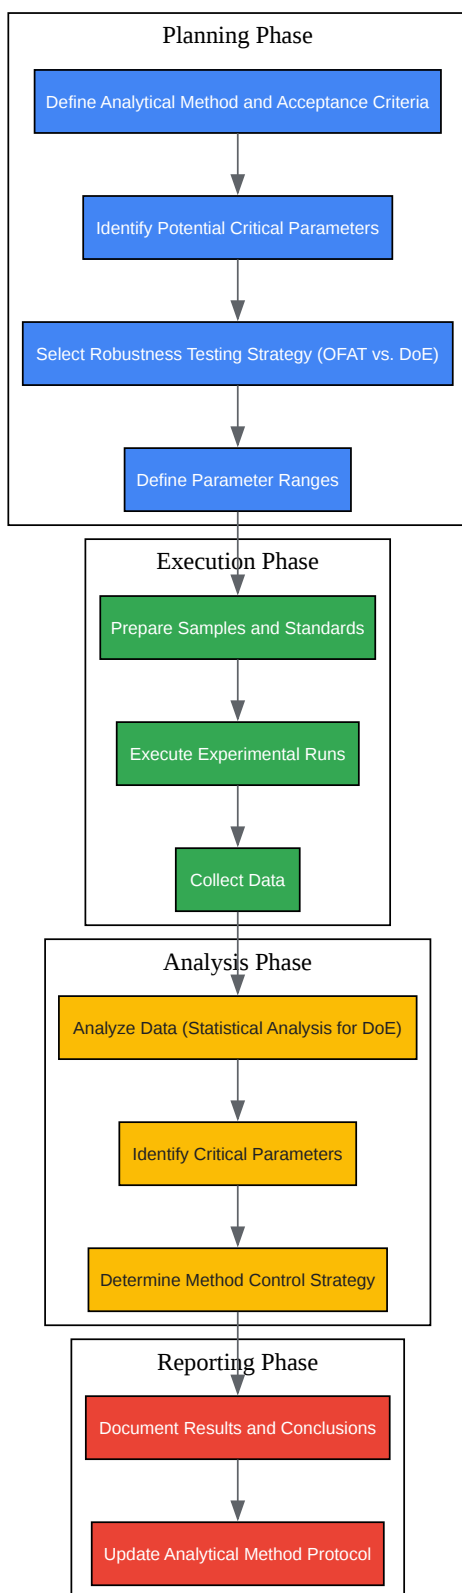 Planning Phase
Define Analytical Method and Acceptance Criteria
Identify Potential Critical Parameters
Select Robustness Testing Strategy (OFAT vs. DoE)
Define Parameter Ranges
Execution Phase
Prepare Samples and Standards
Execute Experimental Runs
Collect Data
Analysis Phase
Analyze Data (Statistical Analysis for DoE)
Identify Critical Parameters
Determine Method Control Strategy
Reporting Phase
Document Results and Conclusions
Update Analytical Method Protocol